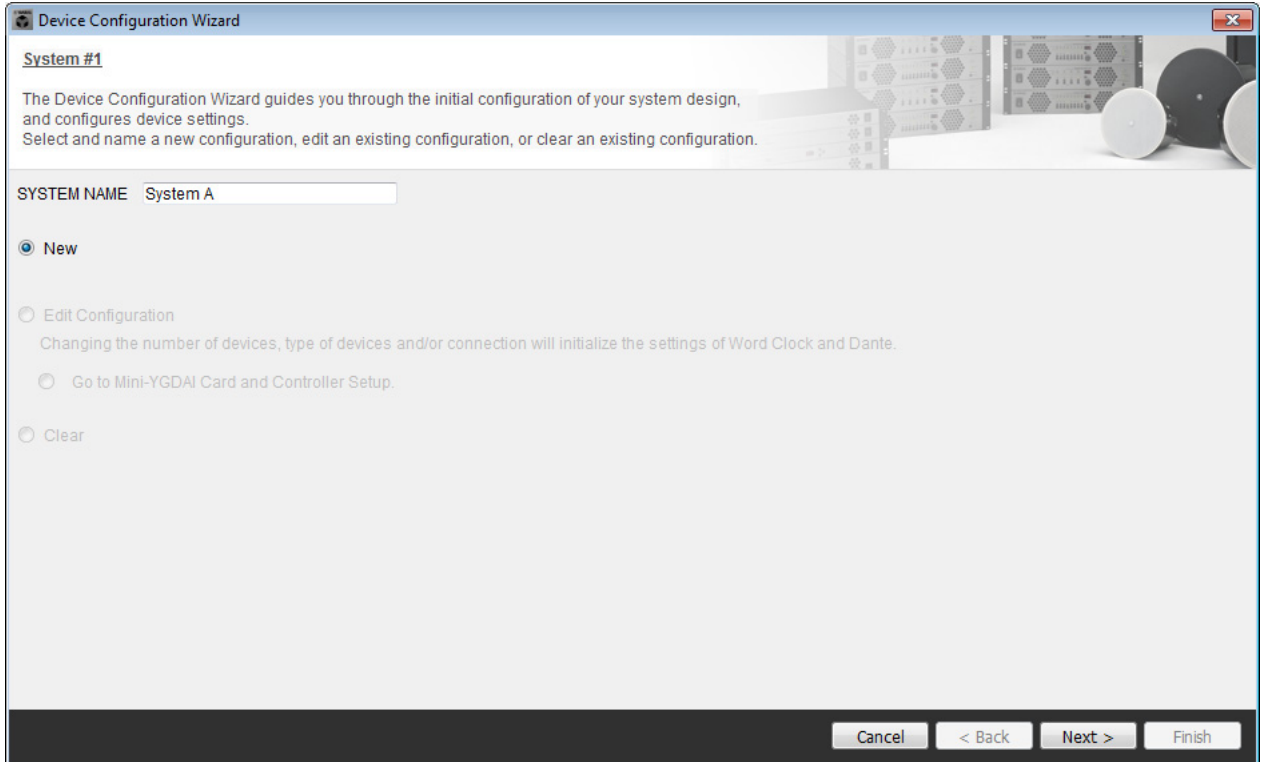 Device Configuration Wizard
System #1
The Device Configuration Wizard guides you through the initial configuration of your system design,
and configures device settings.
Select and name a new configuration, edit an existing configuration, or clear an existing configuration.
SYSTEM NAME System A
New
Edit Configuration
Changing the number of devices, type of devices and/or connection will initialize the settings of Word Clock and Dante.
Go to Mini-YGDAI Card and Controller Setup.
Clear
Cancel < Back Next > Finish